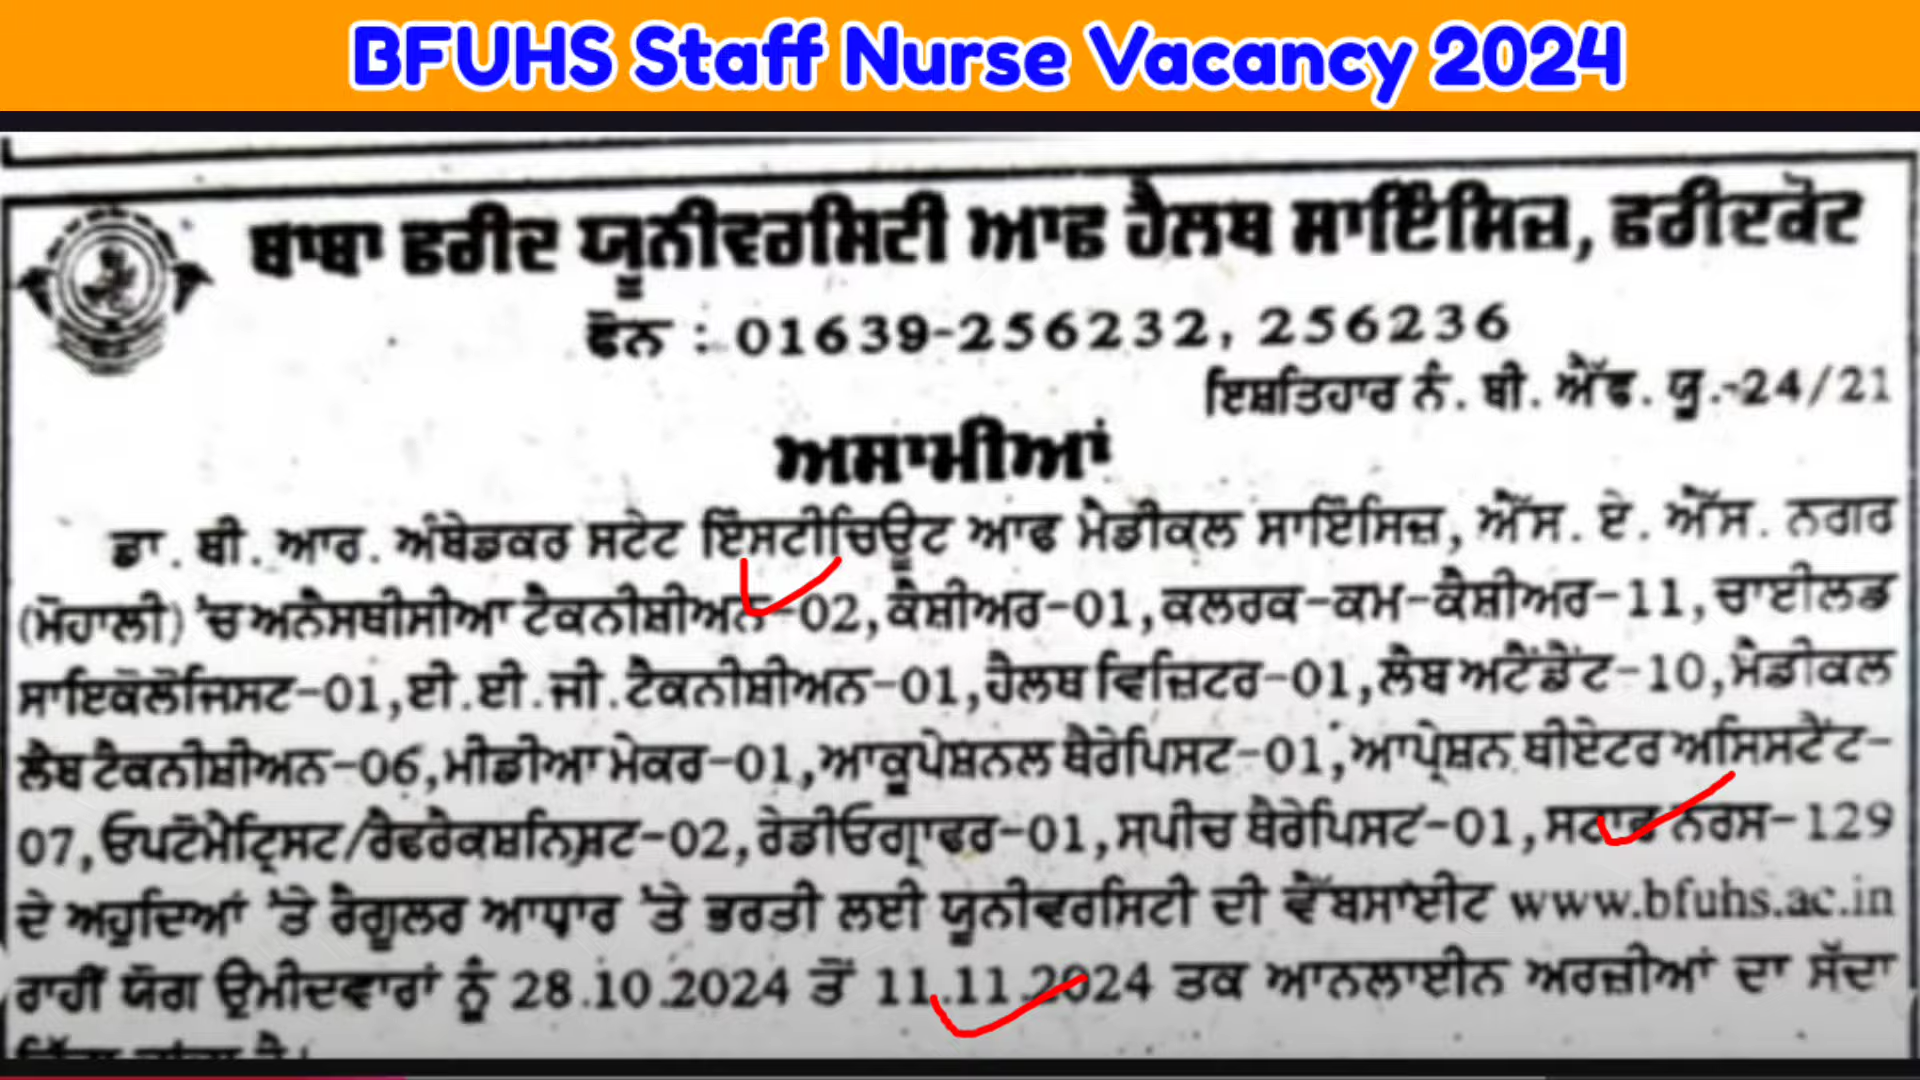 BFUHS Staff Nurse Vacancy 2024
ਬਾਬਾ ਫਰੀਦ ਯੂਨੀਵਰਸਿਟੀ ਆਫ ਹੈਲਥ ਸਾਇੰਸਿਜ਼, ਫਰੀਦਕੋਟ
ਫੋਨ : 01639-256232, 256236
ਇਸ਼ਤਿਹਾਰ ਨੰ. ਬੀ. ਐੱਫ. ਯੂ.-24/21
ਅਸਾਮੀਆਂ
ਡਾ. ਬੀ. ਆਰ. ਅੰਬੇਡਕਰ ਸਟੇਟ ਇੰਸਟੀਚਿਊਟ ਆਫ ਮੈਡੀਕਲ ਸਾਇੰਸਿਜ਼, ਐੱਸ. ਏ. ਐੱਸ. ਨਗਰ
(ਮੋਹਾਲੀ) 'ਚ ਅਨੈਸਥੀਸੀਆ ਟੈਕਨੀਸ਼ੀਅਨ-02, ਕੈਸ਼ੀਅਰ-01, ਕਲਰਕ-ਕਮ-ਕੈਸ਼ੀਅਰ-11, ਚਾਈਲਡ
ਸਾਇਕੋਲੋਜਿਸਟ-01, ਈ.ਈ.ਜੀ.ਟੈਕਨੀਸ਼ੀਅਨ-01, ਹੈਲਥ ਵਿਜ਼ਿਟਰ-01, ਲੈਬ ਅਟੈਂਡੈਂਟ-10, ਮੈਡੀਕਲ
ਲੈਬ ਟੈਕਨੀਸ਼ੀਅਨ-06, ਮੀਡੀਆ ਮੇਕਰ-01, ਆਕੂਪੇਸ਼ਨਲ ਥੈਰੇਪਿਸਟ-01, ਆਪ੍ਰੇਸ਼ਨ ਥੀਏਟਰ ਅਸਿਸਟੈਂਟ-
07, ਓਪਟੋਮੈਟ੍ਰਿਸਟ/ਰੈਫਰੈਕਸ਼ਨਿਸ਼ਟ-02, ਰੇਡੀਓਗ੍ਰਾਫਰ-01, ਸਪੀਚ ਥੈਰੇਪਿਸਟ-01, ਸਟਾਫ ਨਰਸ-129
ਦੇ ਅਹੁਦਿਆਂ 'ਤੇ ਰੈਗੂਲਰ ਆਧਾਰ 'ਤੇ ਭਰਤੀ ਲਈ ਯੂਨੀਵਰਸਿਟੀ ਦੀ ਵੈੱਬਸਾਈਟ www.bfuhs.ac.in
ਰਾਹੀਂ ਯੋਗ ਉਮੀਦਵਾਰਾਂ ਨੂੰ 28.10.2024 ਤੋਂ 11.11.2024 ਤਕ ਆਨਲਾਈਨ ਅਰਜ਼ੀਆਂ ਦਾ ਸੱਦਾ